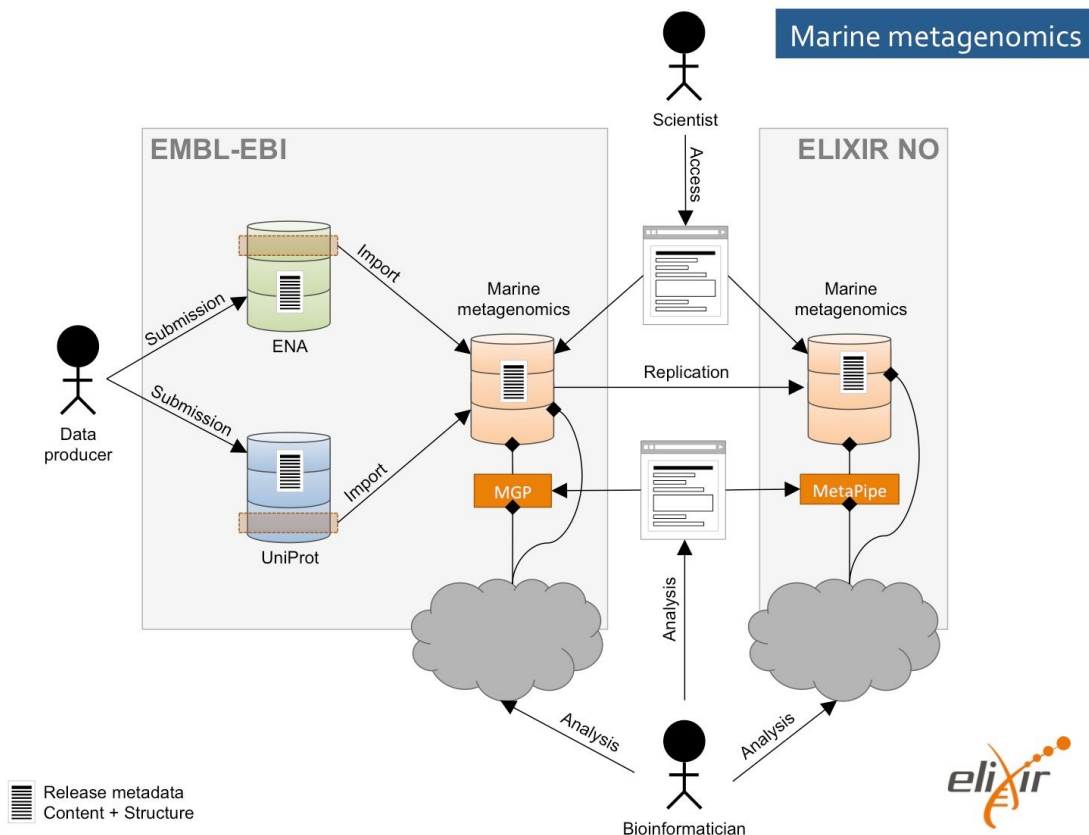 Marine metagenomics
Scientist
EMBL-EBI
ELIXIR NO
Access
Import
Marine
metagenomics
Marine
metagenomics
Submission
ENA
Replication
Data
producer
Submission
Import
MGP
MetaPipe
UniProt
Analysis
Analysis
Analysis
elixir
Release metadata
Content + Structure
Bioinformatician